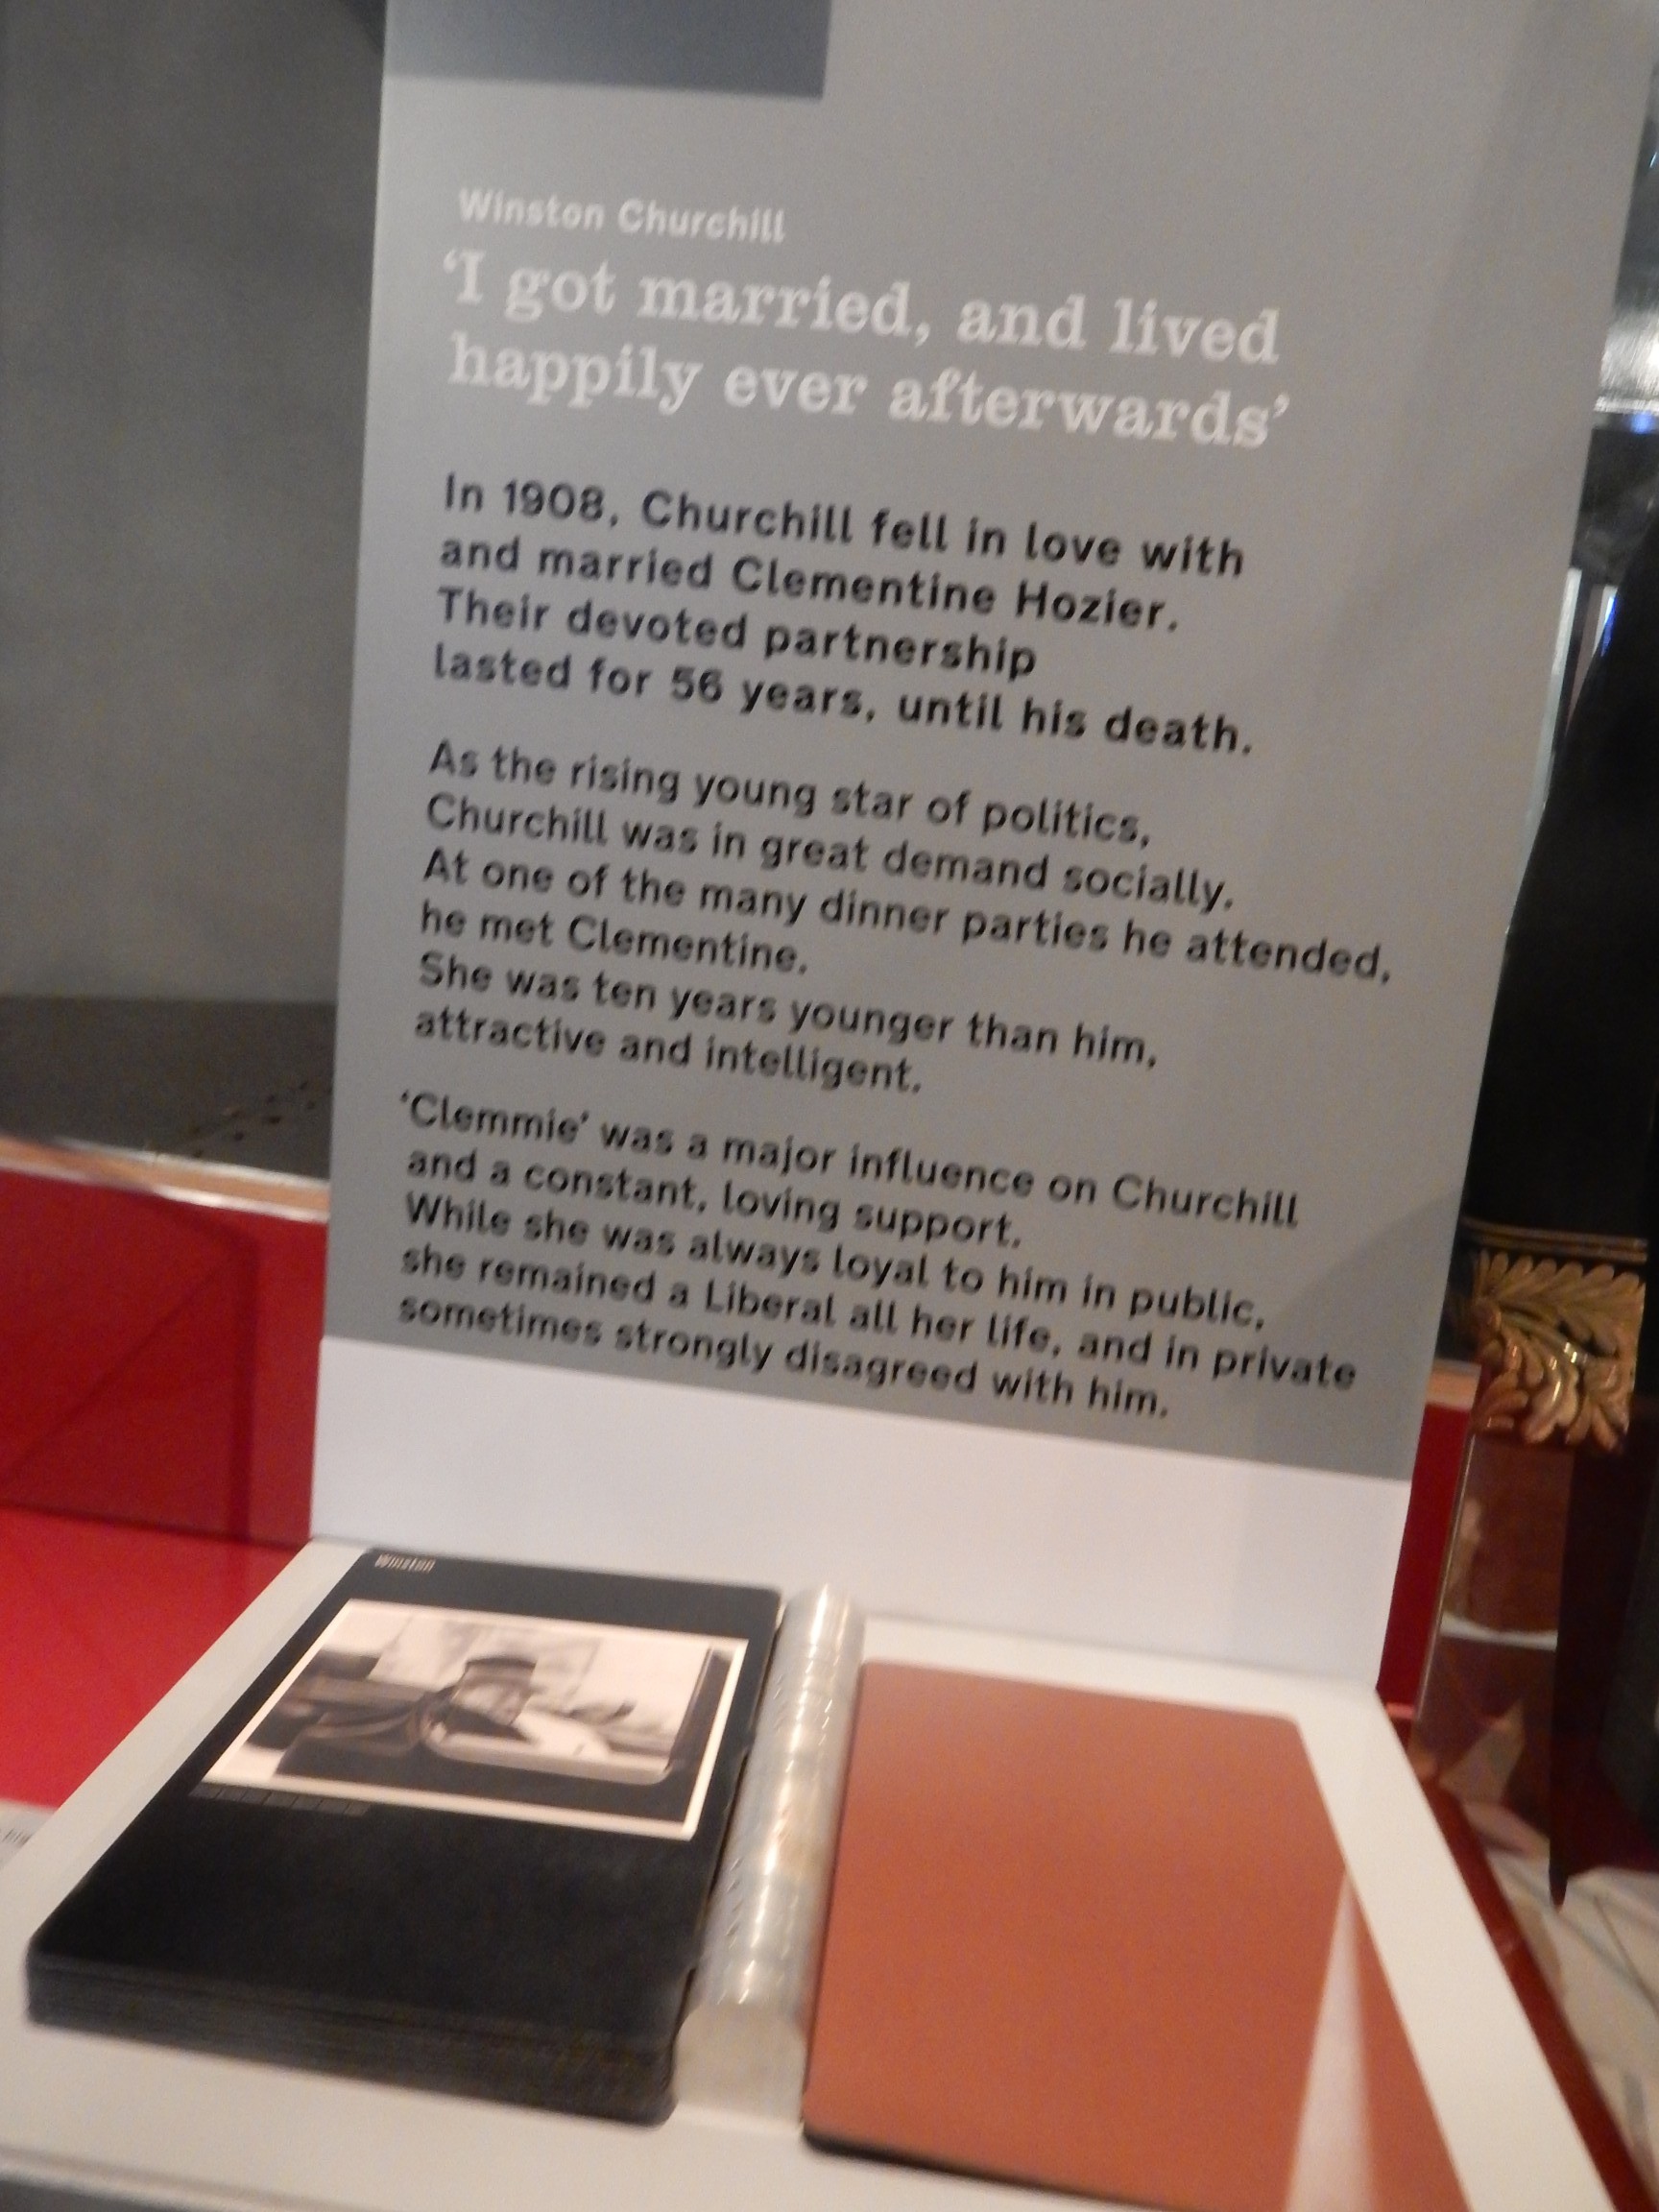 Winston Churchill
‘I got married, and lived
happily ever afterwards’
In 1908, Churchill fell in love with
and married Clementine Hozier.
Their devoted partnership
lasted for 56 years, until his death.
As the rising young star of politics,
Churchill was in great demand socially.
At one of the many dinner parties he attended,
he met Clementine.
She was ten years younger than him,
attractive and intelligent.
‘Clemmie’ was a major influence on Churchill
and a constant, loving support.
While she was always loyal to him in public,
she remained a Liberal all her life, and in private
sometimes strongly disagreed with him.
Winston